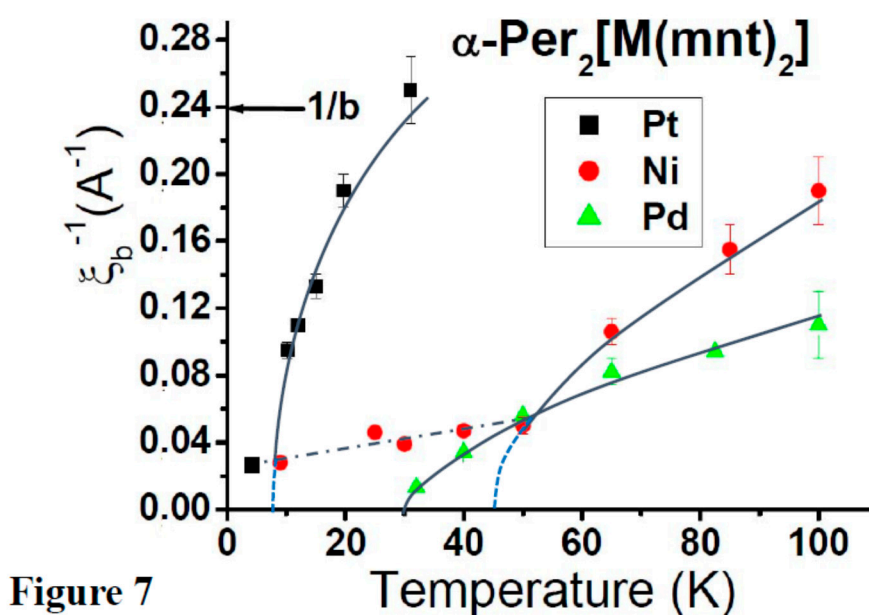 α-Per₂[M(mnt)₂]
0.28
0.24
0.20
0.16
0.12
0.08
0.04
0.00
1/b
Pt
Ni
Pd
ξ_b⁻¹(A⁻¹)
0 20 40 60 80 100
Temperature (K)
Figure 7